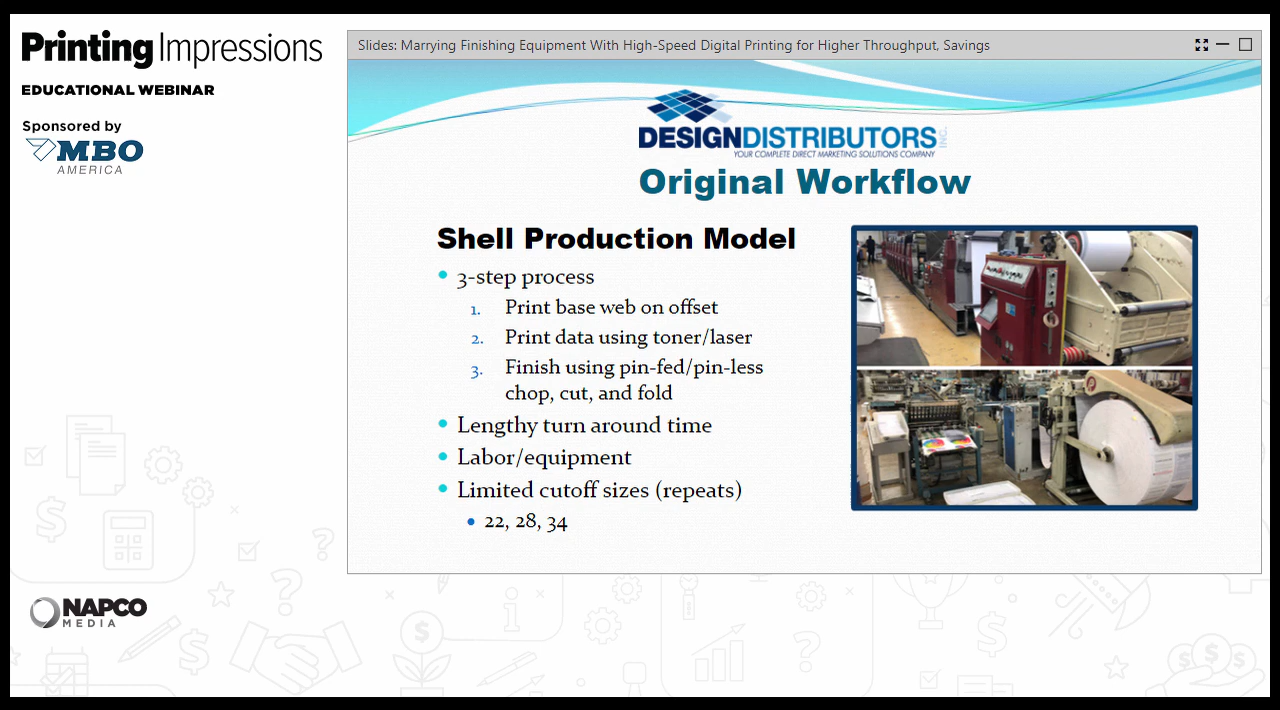 Printing Impressions
EDUCATIONAL WEBINAR
Sponsored by
MBO
AMERICA
Slides: Marrying Finishing Equipment With High-Speed Digital Printing for Higher Throughput, Savings
DESIGNDISTRIBUTORS INC.
YOUR COMPLETE DIRECT MARKETING SOLUTIONS COMPANY
Original Workflow
Shell Production Model
• 3-step process
1. Print base web on offset
2. Print data using toner/laser
3. Finish using pin-fed/pin-less
chop, cut, and fold
• Lengthy turn around time
• Labor/equipment
• Limited cutoff sizes (repeats)
• 22, 28, 34
NAPCO
MEDIA